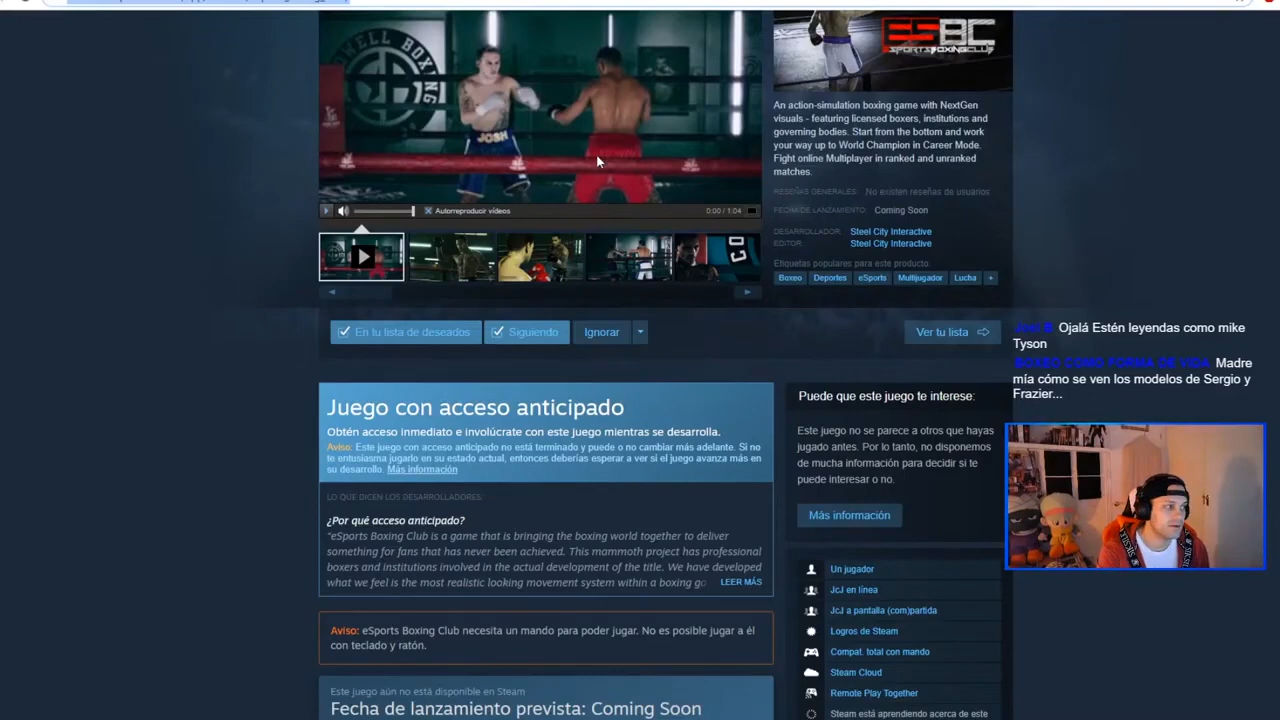 WELL BOXING
JOSH
ESBC
ESPORTSBOXINGCLUB
An action-simulation boxing game with NextGen
visuals - featuring licensed boxers, institutions and
governing bodies. Start from the bottom and work
your way up to World Champion in Career Mode.
Fight online Multiplayer in ranked and unranked
matches.
RESEÑAS GENERALES: No existen reseñas de usuarios
FECHA DE LANZAMIENTO: Coming Soon
DESARROLLADOR: Steel City Interactive
EDITOR: Steel City Interactive
Etiquetas populares para este producto:
Boxeo Deportes eSports Multijugador Lucha +
Autorreproducir vídeos
0:00 / 1:04
En tu lista de deseados
Siguiendo
Ignorar
Ver tu lista
Juego con acceso anticipado
Obtén acceso inmediato e involúcrate con este juego mientras se desarrolla.
Aviso: Este juego con acceso anticipado no está terminado y puede o no cambiar más adelante. Si no
te entusiasma jugarlo en su estado actual, entonces deberías esperar a ver si el juego avanza más en
su desarrollo. Más información
LO QUE DICEN LOS DESARROLLADORES:
¿Por qué acceso anticipado?
“eSports Boxing Club is a game that is bringing the boxing world together to deliver
something for fans that has never been achieved. This mammoth project has professional
boxers and institutions involved in the actual development of the title. We have developed
what we feel is the most realistic looking movement system within a boxing
LEER MÁS
Aviso: eSports Boxing Club necesita un mando para poder jugar. No es posible jugar a él
con teclado y ratón.
Este juego aún no está disponible en Steam
Fecha de lanzamiento prevista: Coming Soon
Puede que este juego te interese:
Este juego no se parece a otros que hayas
jugado antes. Por lo tanto, no disponemos
de mucha información para decidir si te
puede interesar o no.
Más información
Un jugador
JcJ en línea
JcJ a pantalla (com)partida
Logros de Steam
Compat. total con mando
Steam Cloud
Remote Play Together
Steam está aprendiendo acerca de este
Ojalá Estén leyendas como mike
Tyson
BOXEO COMO FORMA DE VIDA Madre
mía cómo se ven los modelos de Sergio y
Frazier...